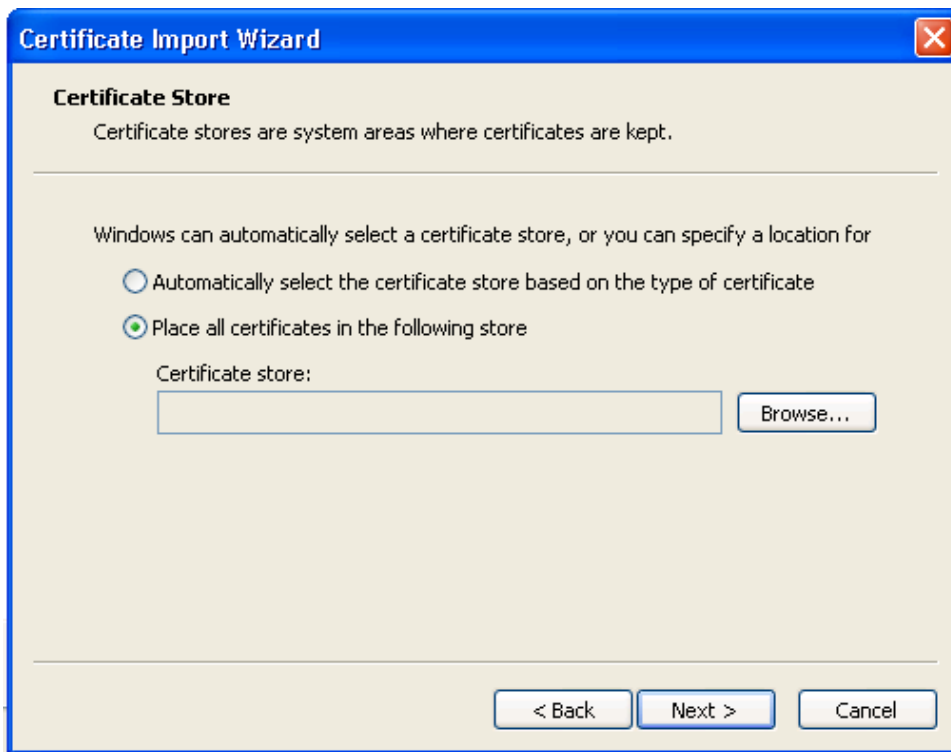 Certificate Import Wizard
Certificate Store
Certificate stores are system areas where certificates are kept.
Windows can automatically select a certificate store, or you can specify a location for
Automatically select the certificate store based on the type of certificate
Place all certificates in the following store
Certificate store:
Browse...
< Back Next > Cancel